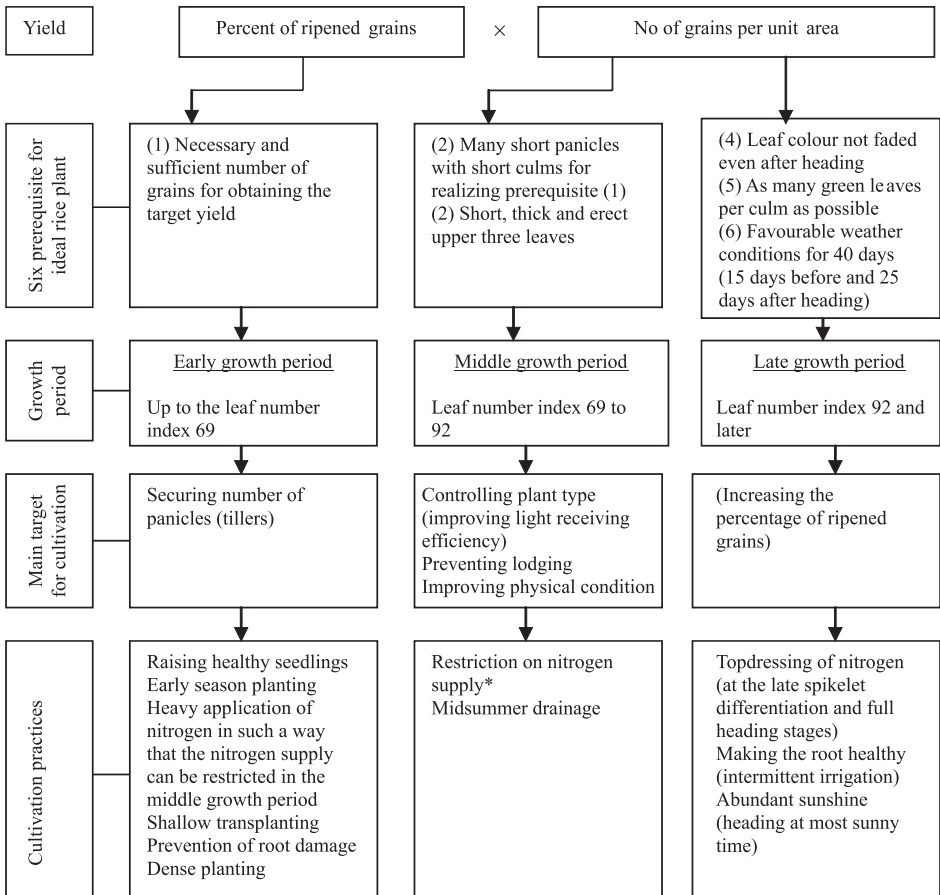 Yield
Percent of ripened grains
×
No of grains per unit area
Six prerequisite for
ideal rice plant
(1) Necessary and
sufficient number of
grains for obtaining the
target yield
(2) Many short panicles
with short culms for
realizing prerequisite (1)
(2) Short, thick and erect
upper three leaves
(4) Leaf colour not faded
even after heading
(5) As many green leaves
per culm as possible
(6) Favourable weather
conditions for 40 days
(15 days before and 25
days after heading)
Growth
period
Early growth period
Up to the leaf number
index 69
Middle growth period
Leaf number index 69 to
92
Late growth period
Leaf number index 92 and
later
Main target
for cultivation
Securing number of
panicles (tillers)
Controlling plant type
(improving light receiving
efficiency)
Preventing lodging
Improving physical condition
(Increasing the
percentage of ripened
grains)
Cultivation practices
Raising healthy seedlings
Early season planting
Heavy application of
nitrogen in such a way
that the nitrogen supply
can be restricted in the
middle growth period
Shallow transplanting
Prevention of root damage
Dense planting
Restriction on nitrogen
supply*
Midsummer drainage
Topdressing of nitrogen
(at the late spikelet
differentiation and full
heading stages)
Making the root healthy
(intermittent irrigation)
Abundant sunshine
(heading at most sunny
time)